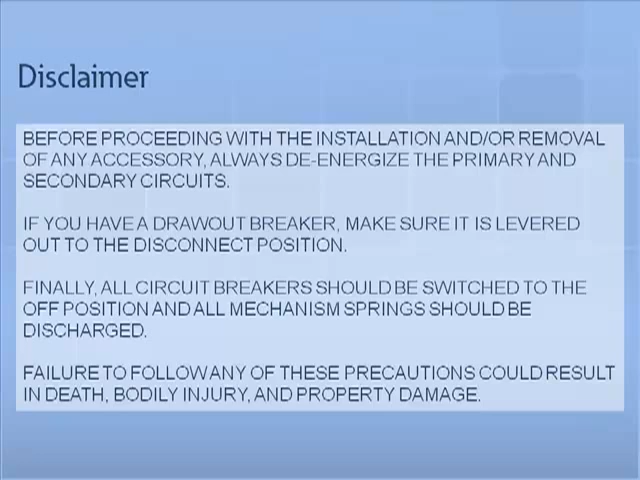 Disclaimer
BEFORE PROCEEDING WITH THE INSTALLATION AND/OR REMOVAL
OF ANY ACCESSORY, ALWAYS DE-ENERGIZE THE PRIMARY AND
SECONDARY CIRCUITS.
IF YOU HAVE A DRAWOUT BREAKER, MAKE SURE IT IS LEVERED
OUT TO THE DISCONNECT POSITION.
FINALLY, ALL CIRCUIT BREAKERS SHOULD BE SWITCHED TO THE
OFF POSITION AND ALL MECHANISM SPRINGS SHOULD BE
DISCHARGED.
FAILURE TO FOLLOW ANY OF THESE PRECAUTIONS COULD RESULT
IN DEATH, BODILY INJURY, AND PROPERTY DAMAGE.